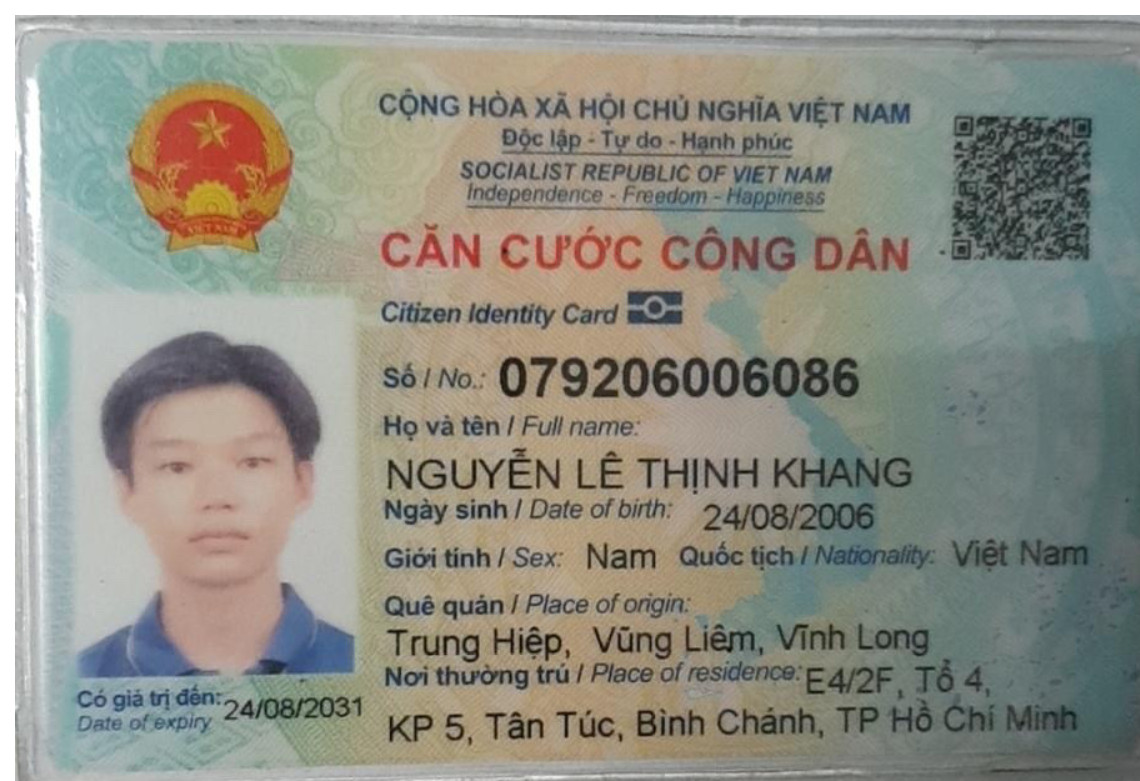 CỘNG HÒA XÃ HỘI CHỦ NGHĨA VIỆT NAM
Độc lập - Tự do - Hạnh phúc
SOCIALIST REPUBLIC OF VIET NAM
Independence - Freedom - Happiness
CĂN CƯỚC CÔNG DÂN
Citizen Identity Card
Số / No.: 079206006086
Họ và tên / Full name:
NGUYỄN LÊ THỊNH KHANG
Ngày sinh / Date of birth: 24/08/2006
Giới tính / Sex: Nam Quốc tịch / Nationality: Việt Nam
Quê quán / Place of origin:
Trung Hiệp, Vũng Liêm, Vĩnh Long
Nơi thường trú / Place of residence: E4/2F, Tổ 4,
KP 5, Tân Túc, Bình Chánh, TP Hồ Chí Minh
Có giá trị đến: 24/08/2031
Date of expiry
VIỆT NAM